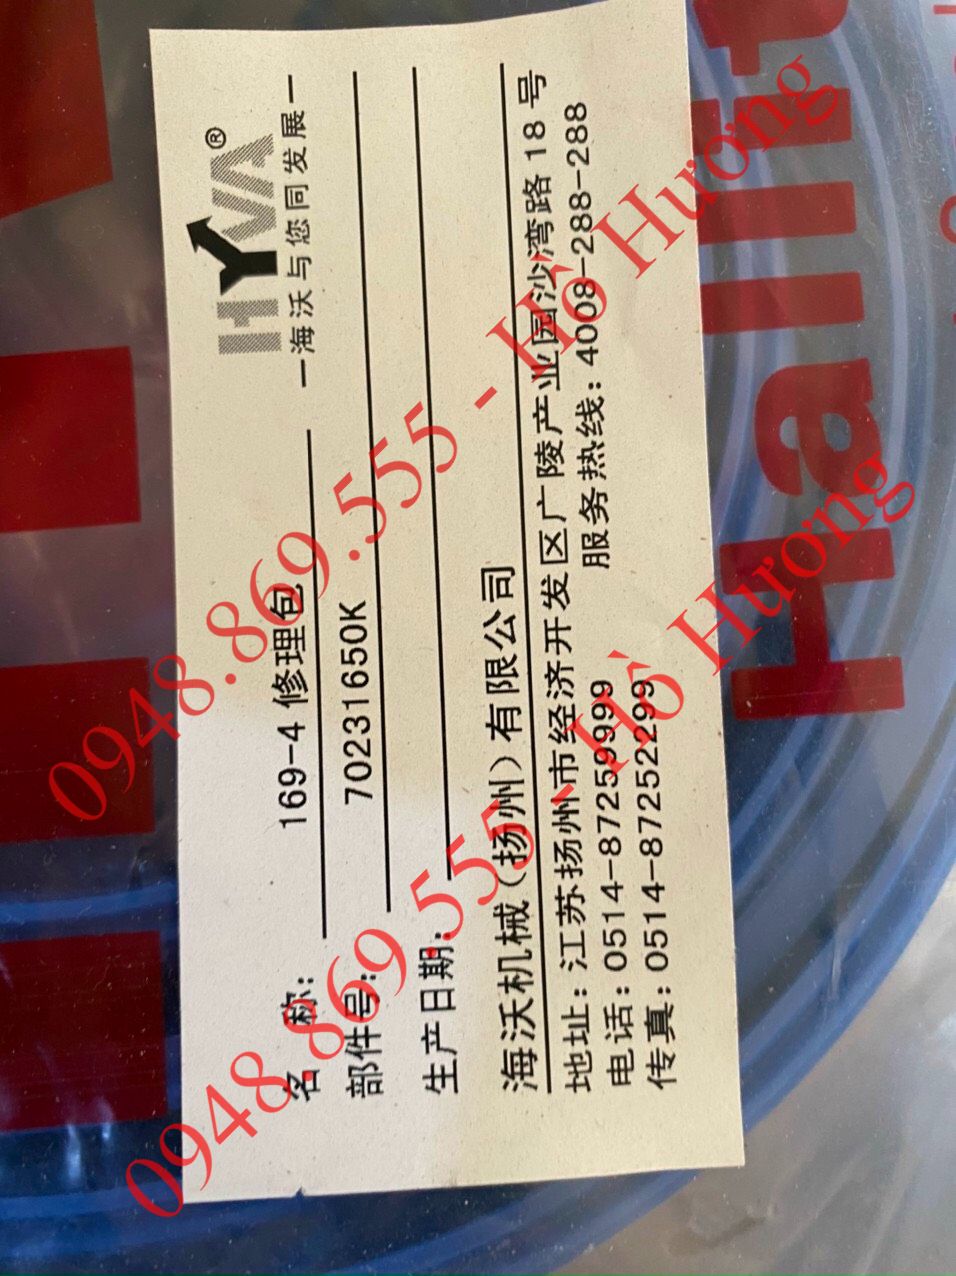 HYVA®
—海沃与您同发展—
名 称: 169-4 修理包
部件号: 70231650K
生产日期:
海沃机械(扬州)有限公司
地址:江苏扬州市经济开发区广陵产业园沙湾路18号
电话:0514-87259999 服务热线:4008-288-288
传真:0514-87252299
Hallit
0948.869.555 - Hồ Hương
0948.869.555 - Hồ Hương